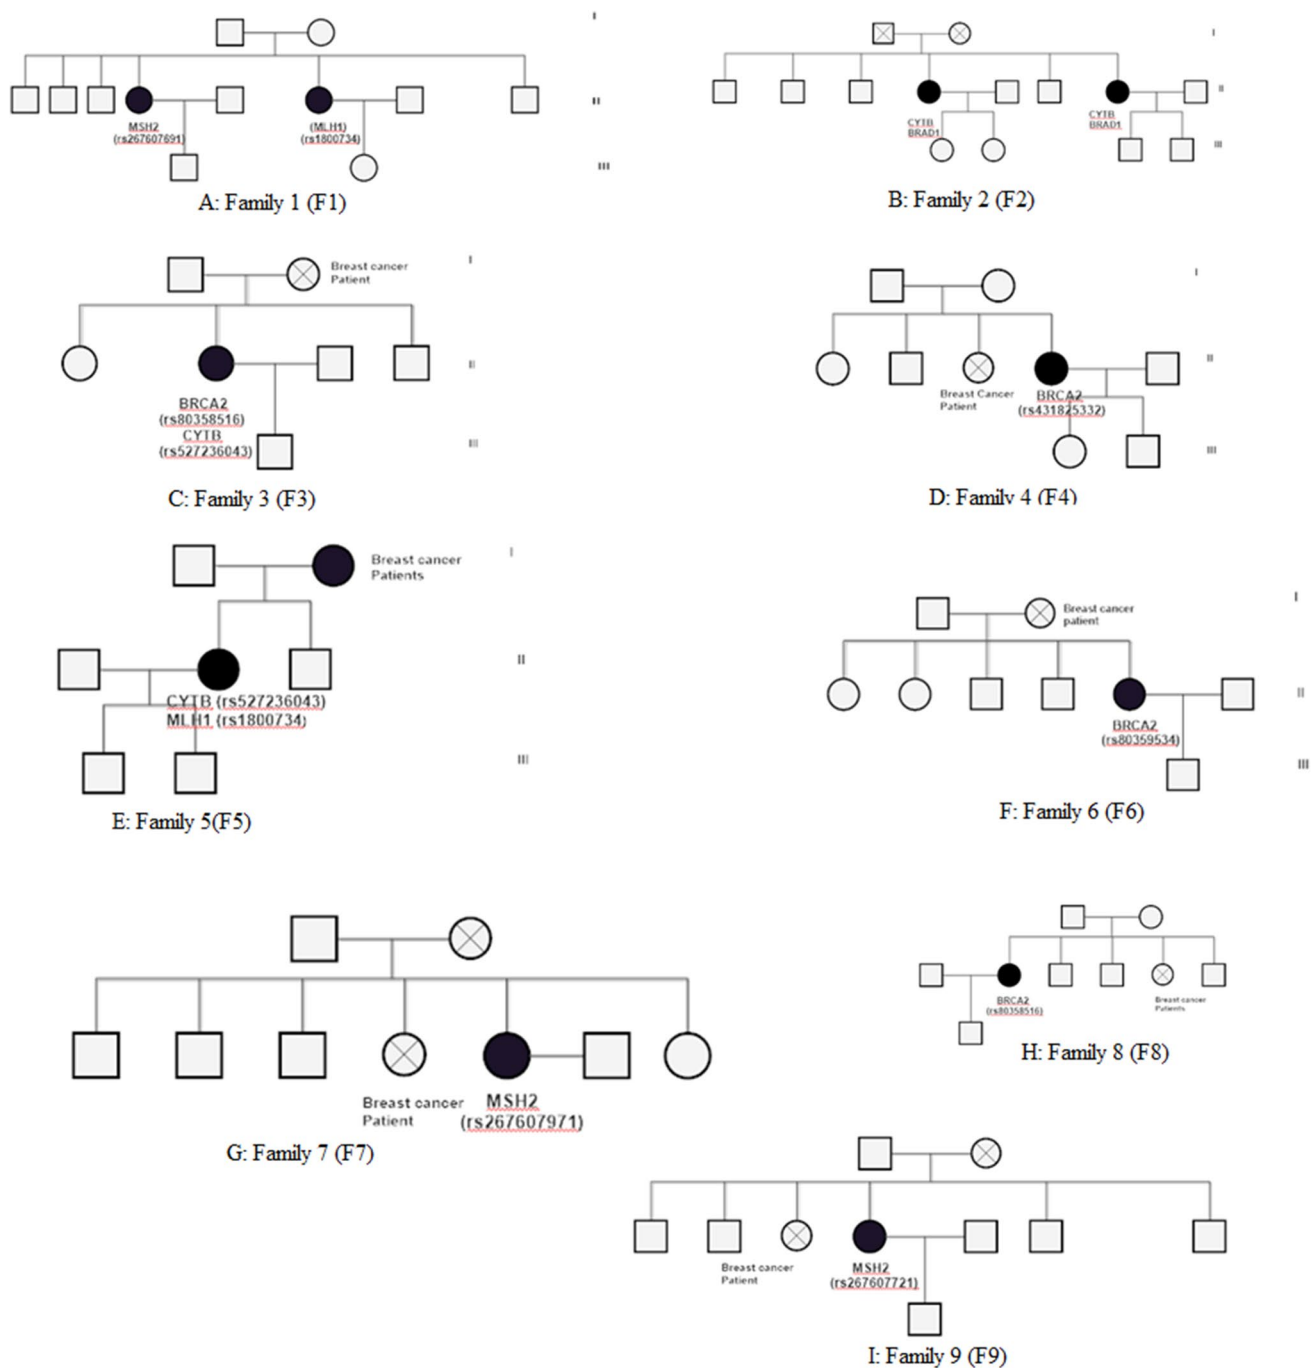 I
II
MSH2
(rs267607691)
(MLH1)
(rs1800734)
III
A: Family 1 (F1)
I
II
CYTB
BRAD1
CYTB
BRAD1
III
B: Family 2 (F2)
Breast cancer
Patient
I
II
BRCA2
(rs80358516)
CYTB
(rs527236043)
III
C: Family 3 (F3)
I
II
Breast Cancer
Patient
BRCA2
(rs431825332)
III
D: Family 4 (F4)
Breast cancer
Patients
I
II
CYTB (rs527236043)
MLH1 (rs1800734)
III
E: Family 5(F5)
Breast cancer
patient
I
II
BRCA2
(rs80359534)
III
F: Family 6 (F6)
Breast cancer
Patient
MSH2
(rs267607971)
G: Family 7 (F7)
BRCA2
(rs80358516)
Breast cancer
Patients
H: Family 8 (F8)
Breast cancer
Patient
MSH2
(rs267607721)
I: Family 9 (F9)